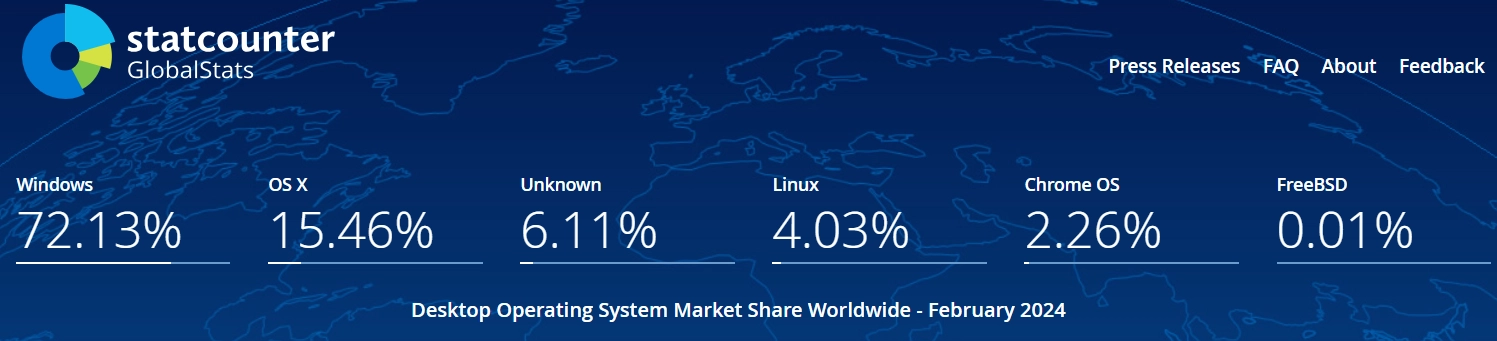 statcounter
GlobalStats
Press Releases FAQ About Feedback
Windows OS X Unknown Linux Chrome OS FreeBSD
72.13% 15.46% 6.11% 4.03% 2.26% 0.01%
Desktop Operating System Market Share Worldwide - February 2024